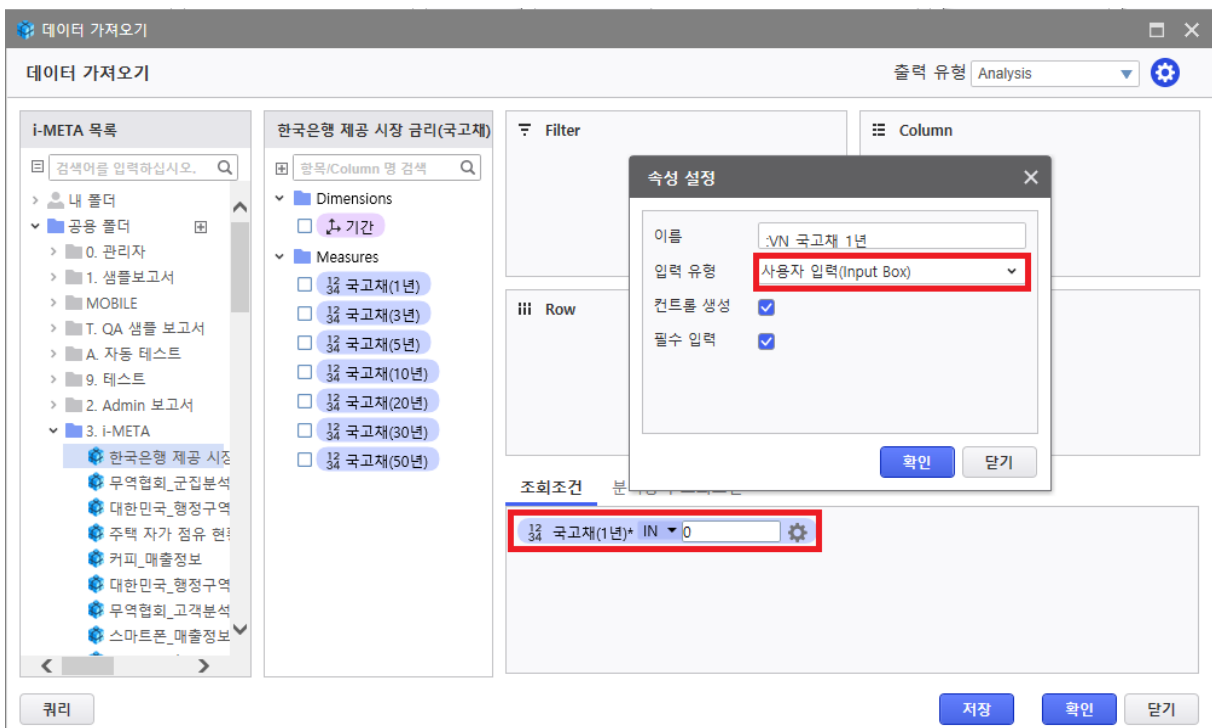 데이터 가져오기
데이터 가져오기
출력 유형 Analysis
i-META 목록
검색어를 입력하십시오.
내 폴더
공용 폴더
0. 관리자
1. 샘플보고서
MOBILE
T. QA 샘플 보고서
A. 자동 테스트
9. 테스트
2. Admin 보고서
3. i-META
한국은행 제공 시장
무역협회_군집분석
대한민국_행정구역
주택 자가 점유 현황
커피_매출정보
대한민국_행정구역
무역협회_고객분석
스마트폰_매출정보
한국은행 제공 시장 금리(국고채)
항목/Column 명 검색
Dimensions
기간
Measures
국고채(1년)
국고채(3년)
국고채(5년)
국고채(10년)
국고채(20년)
국고채(30년)
국고채(50년)
Filter
Column
Row
속성 설정
이름 :VN_국고채_1년
입력 유형 사용자 입력(Input Box)
컨트롤 생성
필수 입력
확인 닫기
조회조건
국고채(1년)* IN 0
쿼리
저장 확인 닫기